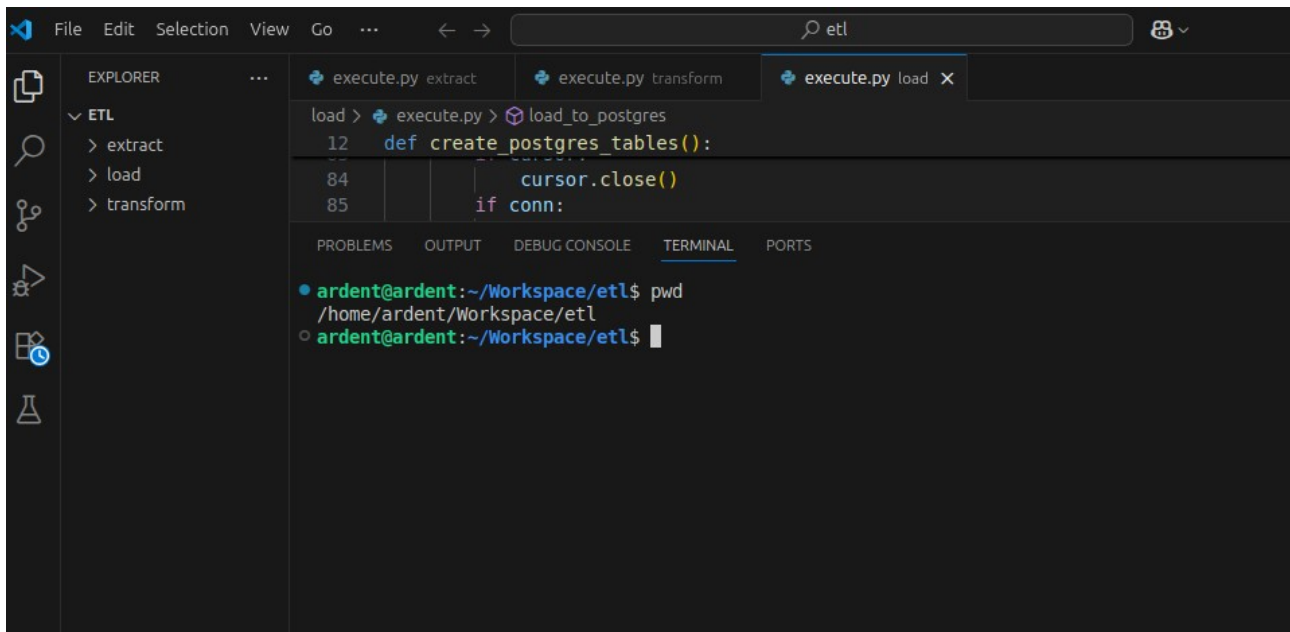 File Edit Selection View Go ... etl
EXPLORER ...
ETL
extract
load
transform
execute.py extract execute.py transform execute.py load
load > execute.py > load_to_postgres
12 def create_postgres_tables():
84 cursor.close()
85 if conn:
PROBLEMS OUTPUT DEBUG CONSOLE TERMINAL PORTS
ardent@ardent:~/Workspace/etl$ pwd
/home/ardent/Workspace/etl
ardent@ardent:~/Workspace/etl$